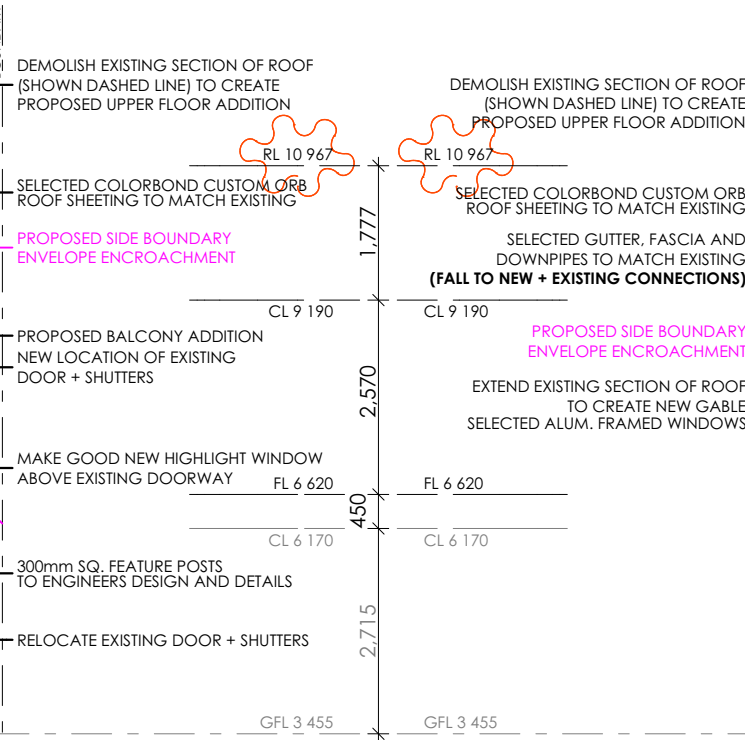 DEMOLISH EXISTING SECTION OF ROOF
(SHOWN DASHED LINE) TO CREATE
PROPOSED UPPER FLOOR ADDITION
SELECTED COLORBOND CUSTOM ORB
ROOF SHEETING TO MATCH EXISTING
PROPOSED SIDE BOUNDARY
ENVELOPE ENCROACHMENT
PROPOSED BALCONY ADDITION
NEW LOCATION OF EXISTING
DOOR + SHUTTERS
MAKE GOOD NEW HIGHLIGHT WINDOW
ABOVE EXISTING DOORWAY
300mm SQ. FEATURE POSTS
TO ENGINEERS DESIGN AND DETAILS
RELOCATE EXISTING DOOR + SHUTTERS
RL 10 967
CL 9 190
FL 6 620
CL 6 170
GFL 3 455
1,777
2,570
450
2,715
RL 10 967
CL 9 190
FL 6 620
CL 6 170
GFL 3 455
DEMOLISH EXISTING SECTION OF ROOF
(SHOWN DASHED LINE) TO CREATE
PROPOSED UPPER FLOOR ADDITION
SELECTED COLORBOND CUSTOM ORB
ROOF SHEETING TO MATCH EXISTING
SELECTED GUTTER, FASCIA AND
DOWNPIPES TO MATCH EXISTING
(FALL TO NEW + EXISTING CONNECTIONS)
PROPOSED SIDE BOUNDARY
ENVELOPE ENCROACHMENT
EXTEND EXISTING SECTION OF ROOF
TO CREATE NEW GABLE
SELECTED ALUM. FRAMED WINDOWS